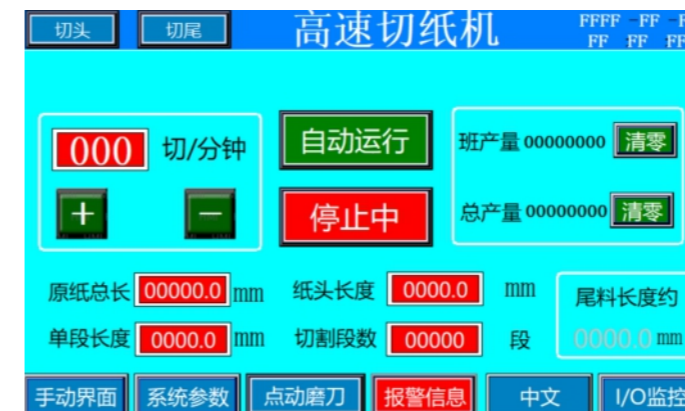 切头 切尾 高速切纸机 FFFF -FF -F
FF FF FF
000 切/分钟 自动运行 班产量 00000000 清零
+ - 停止中 总产量 00000000 清零
原纸总长 00000.0 mm 纸头长度 0000.0 mm 尾料长度约
单段长度 0000.0 mm 切割段数 00000 段 0000.0 mm
手动界面 系统参数 点动磨刀 报警信息 中文 I/O监控